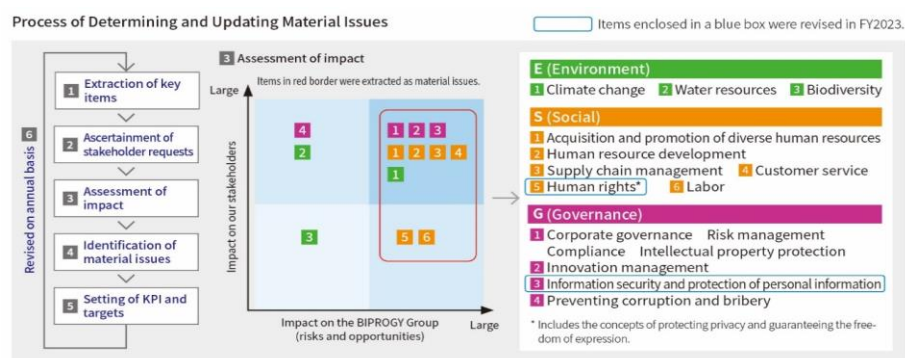 Process of Determining and Updating Material Issues
Items enclosed in a blue box were revised in FY2023.
6 Revised on annual basis
1 Extraction of key
items
2 Ascertainment of
stakeholder requests
3 Assessment of
impact
4 Identification of
material issues
5 Setting of KPI and
targets
3 Assessment of impact
Items in red border were extracted as material issues.
Large
Impact on our stakeholders
4 1 2 3
2 1 2 3 4
1
3 5 6
Impact on the BIPROGY Group
(risks and opportunities)
Large
E (Environment)
1 Climate change 2 Water resources 3 Biodiversity
S (Social)
1 Acquisition and promotion of diverse human resources
2 Human resource development
3 Supply chain management 4 Customer service
5 Human rights* 6 Labor
G (Governance)
1 Corporate governance Risk management
Compliance Intellectual property protection
2 Innovation management
3 Information security and protection of personal information
4 Preventing corruption and bribery
* Includes the concepts of protecting privacy and guaranteeing the free-
dom of expression.